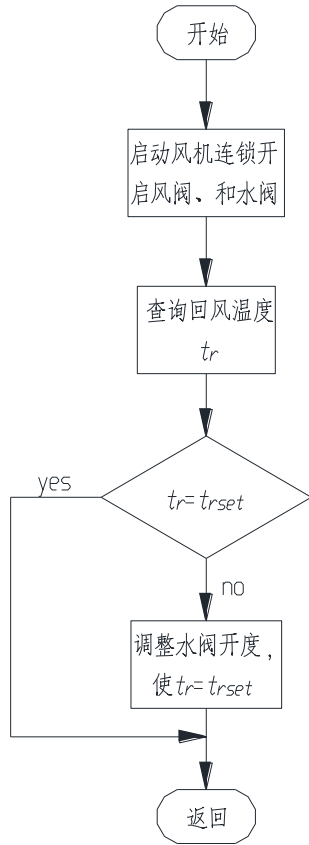 开始
启动风机连锁开
启风阀、和水阀
查询回风温度
tr
yes
tr=trset
no
调整水阀开度，
使tr=trset
返回